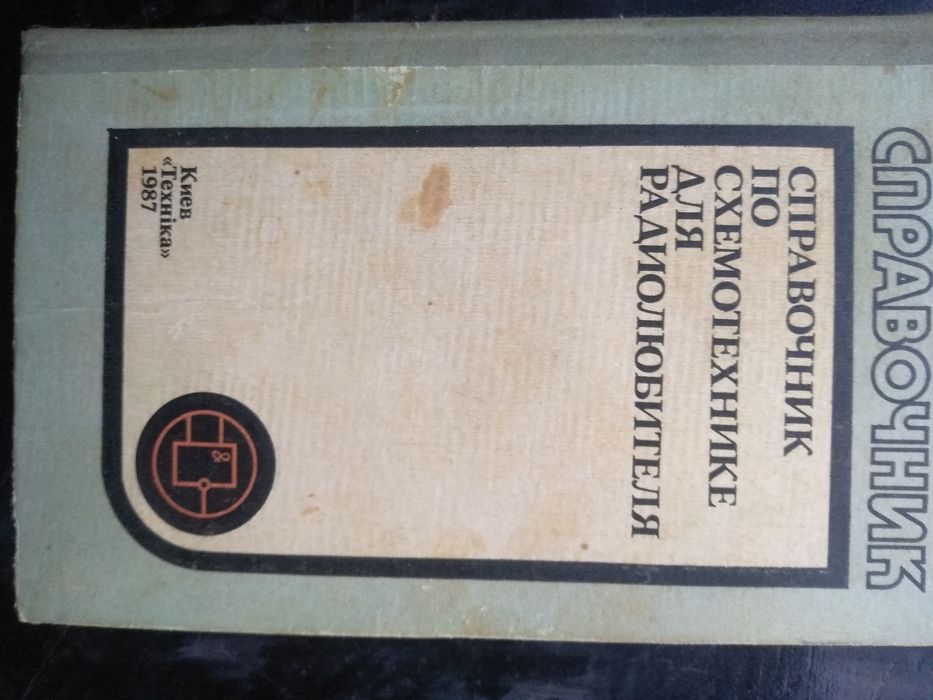 СПРАВОЧНИК
СПРАВОЧНИК
ПО
СХЕМОТЕХНИКЕ
ДЛЯ
РАДИОЛЮБИТЕЛЯ
&
Киев
«Техніка»
1987